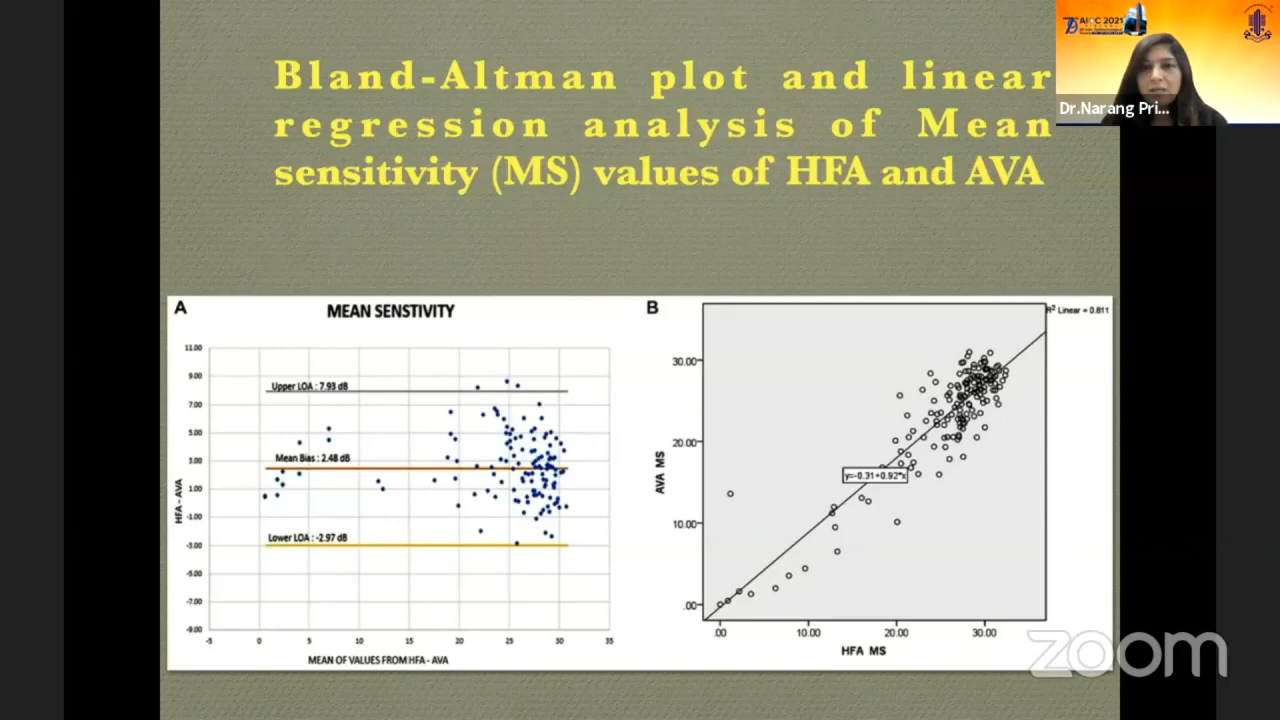 Bland-Altman plot and linear
regression analysis of Mean
sensitivity (MS) values of HFA and AVA
AIOC 2021
Dr.Narang Pri...
A
MEAN SENSTIVITY
11.00
9.00
7.00
5.00
3.00
1.00
-1.00
-3.00
-5.00
-7.00
-9.00
Upper LOA : 7.93 dB
Mean Bias : 2.48 dB
Lower LOA : -2.97 dB
HFA - AVA
-5 0 5 10 15 20 25 30 35
MEAN OF VALUES FROM HFA - AVA
B
R2 Linear = 0.811
30.00
20.00
10.00
.00
AVA MS
y=-0.31+0.92*x
.00 10.00 20.00 30.00
HFA MS
zoom